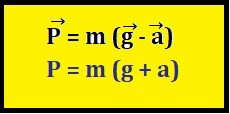 P⃗ = m (g⃗ - a⃗)
P = m (g + a)